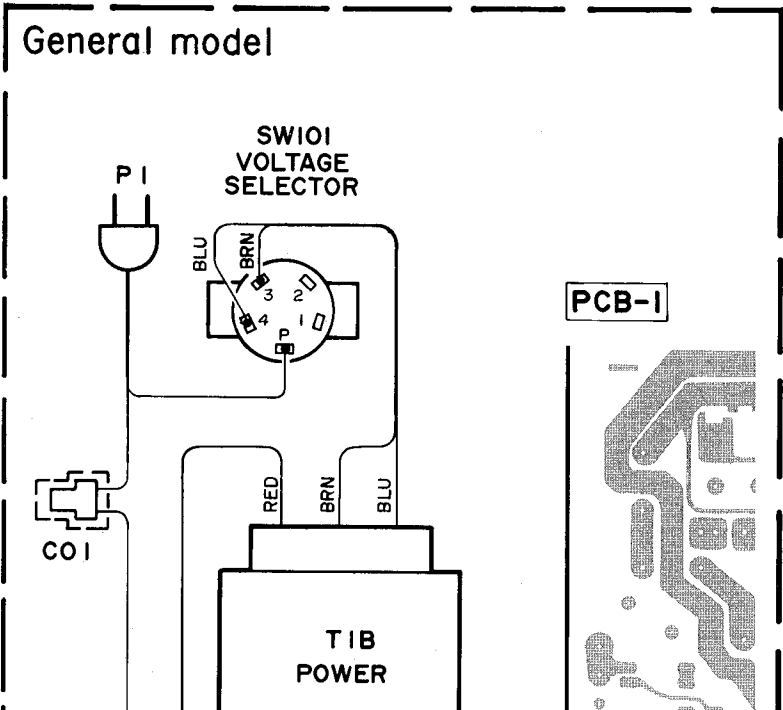 General model
SW101
VOLTAGE
SELECTOR
P1
BLU
BRN
3
2
4
1
P
PCB-1
RED
BRN
BLU
CO1
T1B
POWER